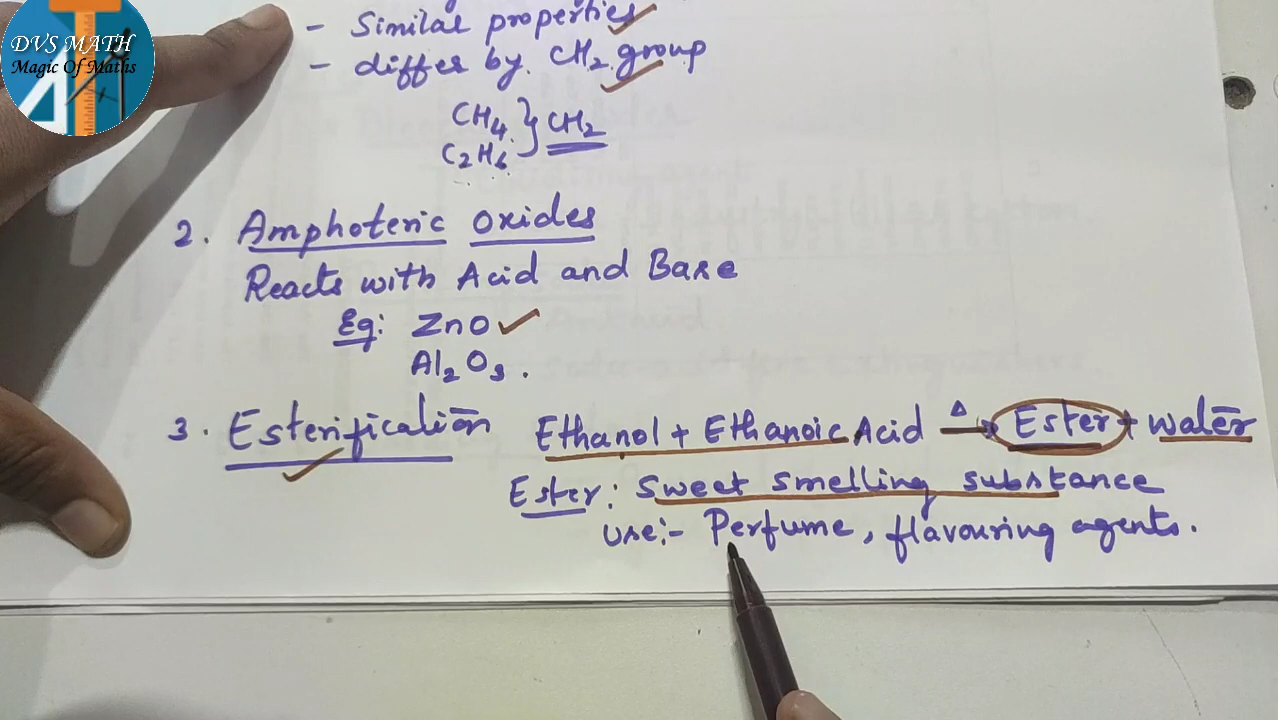 DVS MATH
Magic Of Maths
- Similar properties
- differ by CH2 group
CH4 } CH2
C2H6
2. Amphoteric oxides
Reacts with Acid and Base
Eg: ZnO
Al2O3.
3. Esterification Ethanol + Ethanoic Acid Δ→ Ester + water
Ester: Sweet smelling substance
Use:- Perfume, flavouring agents.